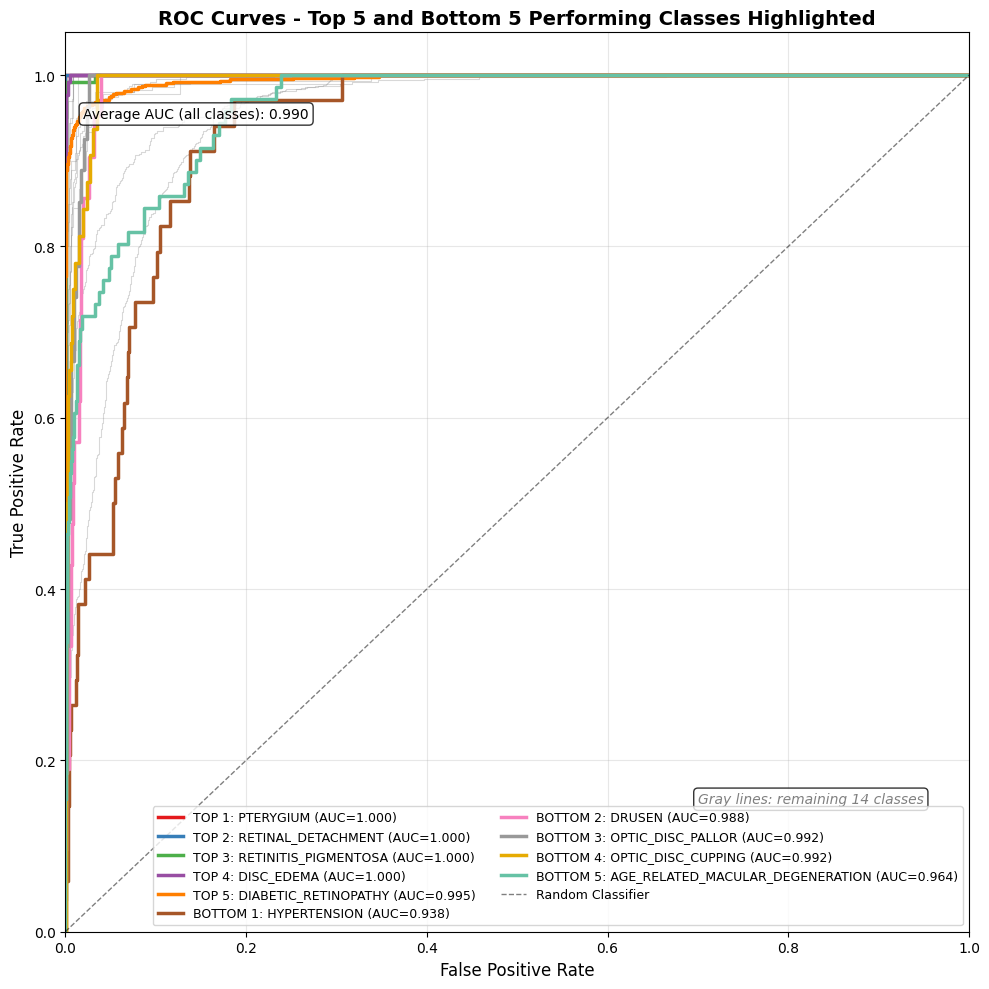 ROC Curves - Top 5 and Bottom 5 Performing Classes Highlighted
True Positive Rate
1.0
0.8
0.6
0.4
0.2
0.0
Average AUC (all classes): 0.990
Gray lines: remaining 14 classes
TOP 1: PTERYGIUM (AUC=1.000)
TOP 2: RETINAL_DETACHMENT (AUC=1.000)
TOP 3: RETINITIS_PIGMENTOSA (AUC=1.000)
TOP 4: DISC_EDEMA (AUC=1.000)
TOP 5: DIABETIC_RETINOPATHY (AUC=0.995)
BOTTOM 1: HYPERTENSION (AUC=0.938)
BOTTOM 2: DRUSEN (AUC=0.988)
BOTTOM 3: OPTIC_DISC_PALLOR (AUC=0.992)
BOTTOM 4: OPTIC_DISC_CUPPING (AUC=0.992)
BOTTOM 5: AGE_RELATED_MACULAR_DEGENERATION (AUC=0.964)
Random Classifier
0.0 0.2 0.4 0.6 0.8 1.0
False Positive Rate